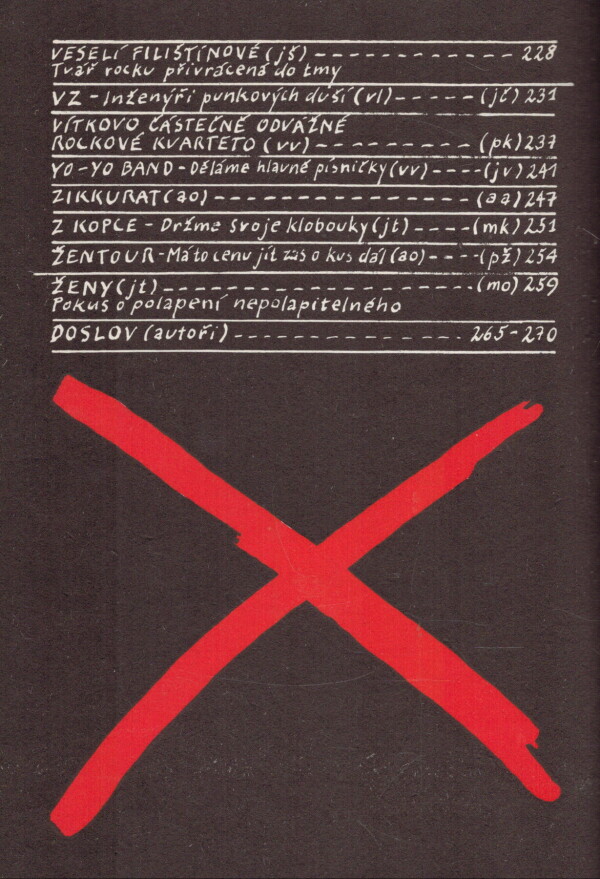 VESELÍ FILIŠTÍNOVÉ (jš) – – – – – – – – – – – – 228
Tvář rocku přivrácená do tmy
VZ – Inženýři punkových duší (vl) – – – – – (jč) 231
VÍTKOVO ČÁSTEČNĚ ODVÁŽNÉ
ROCKOVÉ KVARTETO (vv) – – – – – – – – (pk) 237
YO–YO BAND – Děláme hlavně písničky (vv) – – – – (jv) 241
ZIKKURAT (ao) – – – – – – – – – – – – – – (aa) 247
Z KOPCE – Držme svoje klobouky (jt) – – – – (mk) 251
ŽENTOUR – Má to cenu jít zas o kus dál (ao) – – – – (pž) 254
ŽENY (jt) – – – – – – – – – – – – – – – – – – (mo) 259
Pokus o polapení nepolapitelného
DOSLOV (autoři) – – – – – – – – – – – – – – 265–270